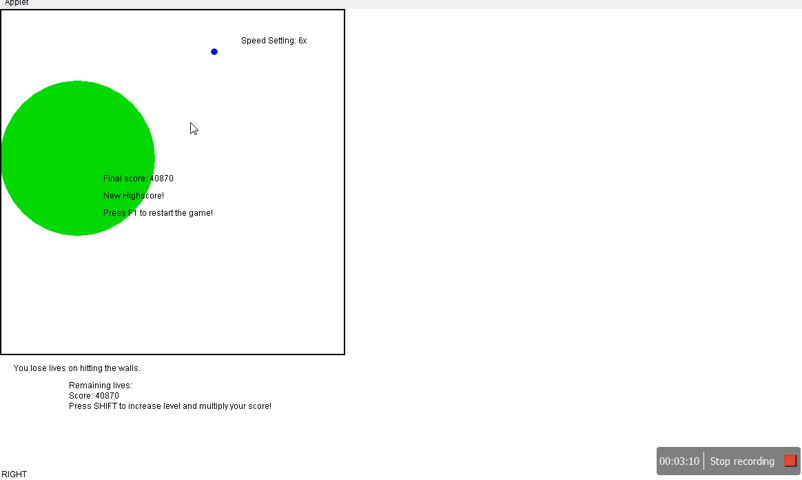 Applet
Speed Setting: 6x
Final score: 40870
New Highscore!
Press F1 to restart the game!
You lose lives on hitting the walls.
Remaining lives:
Score: 40870
Press SHIFT to increase level and multiply your score!
00:03:10 Stop recording
RIGHT